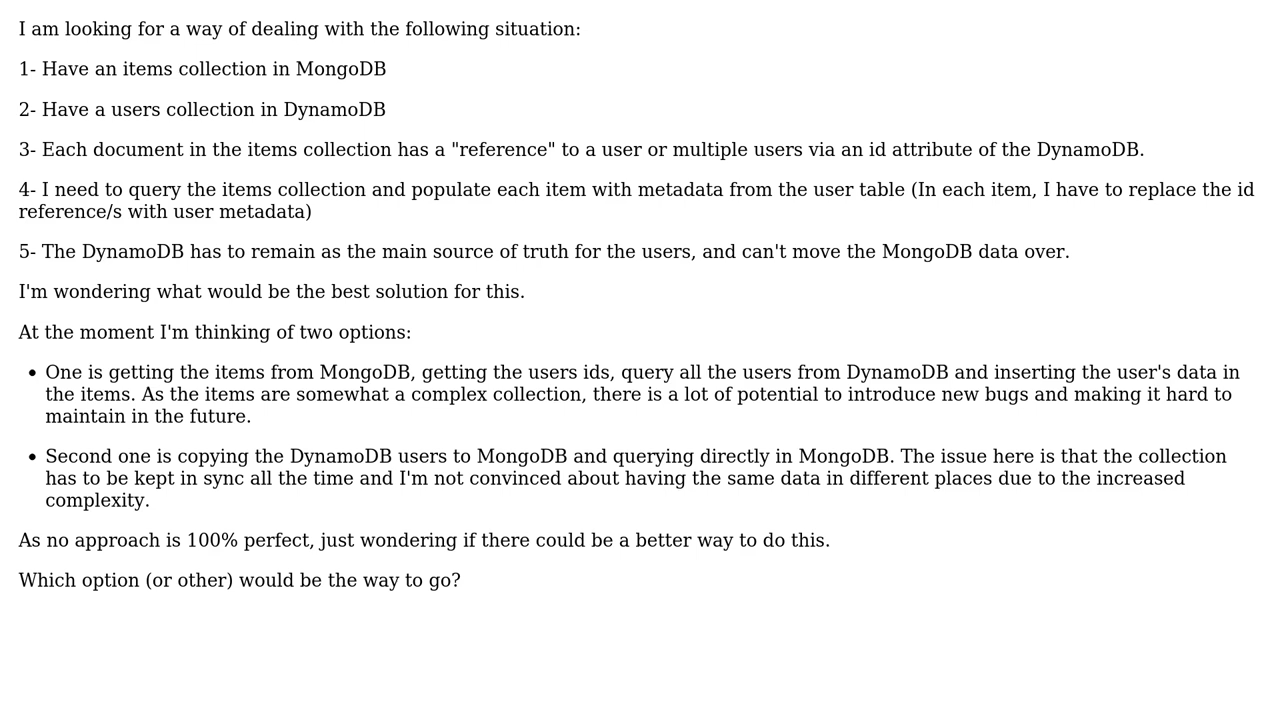 I am looking for a way of dealing with the following situation:
1- Have an items collection in MongoDB
2- Have a users collection in DynamoDB
3- Each document in the items collection has a "reference" to a user or multiple users via an id attribute of the DynamoDB.
4- I need to query the items collection and populate each item with metadata from the user table (In each item, I have to replace the id
reference/s with user metadata)
5- The DynamoDB has to remain as the main source of truth for the users, and can't move the MongoDB data over.
I'm wondering what would be the best solution for this.
At the moment I'm thinking of two options:
• One is getting the items from MongoDB, getting the users ids, query all the users from DynamoDB and inserting the user's data in
the items. As the items are somewhat a complex collection, there is a lot of potential to introduce new bugs and making it hard to
maintain in the future.
• Second one is copying the DynamoDB users to MongoDB and querying directly in MongoDB. The issue here is that the collection
has to be kept in sync all the time and I'm not convinced about having the same data in different places due to the increased
complexity.
As no approach is 100% perfect, just wondering if there could be a better way to do this.
Which option (or other) would be the way to go?